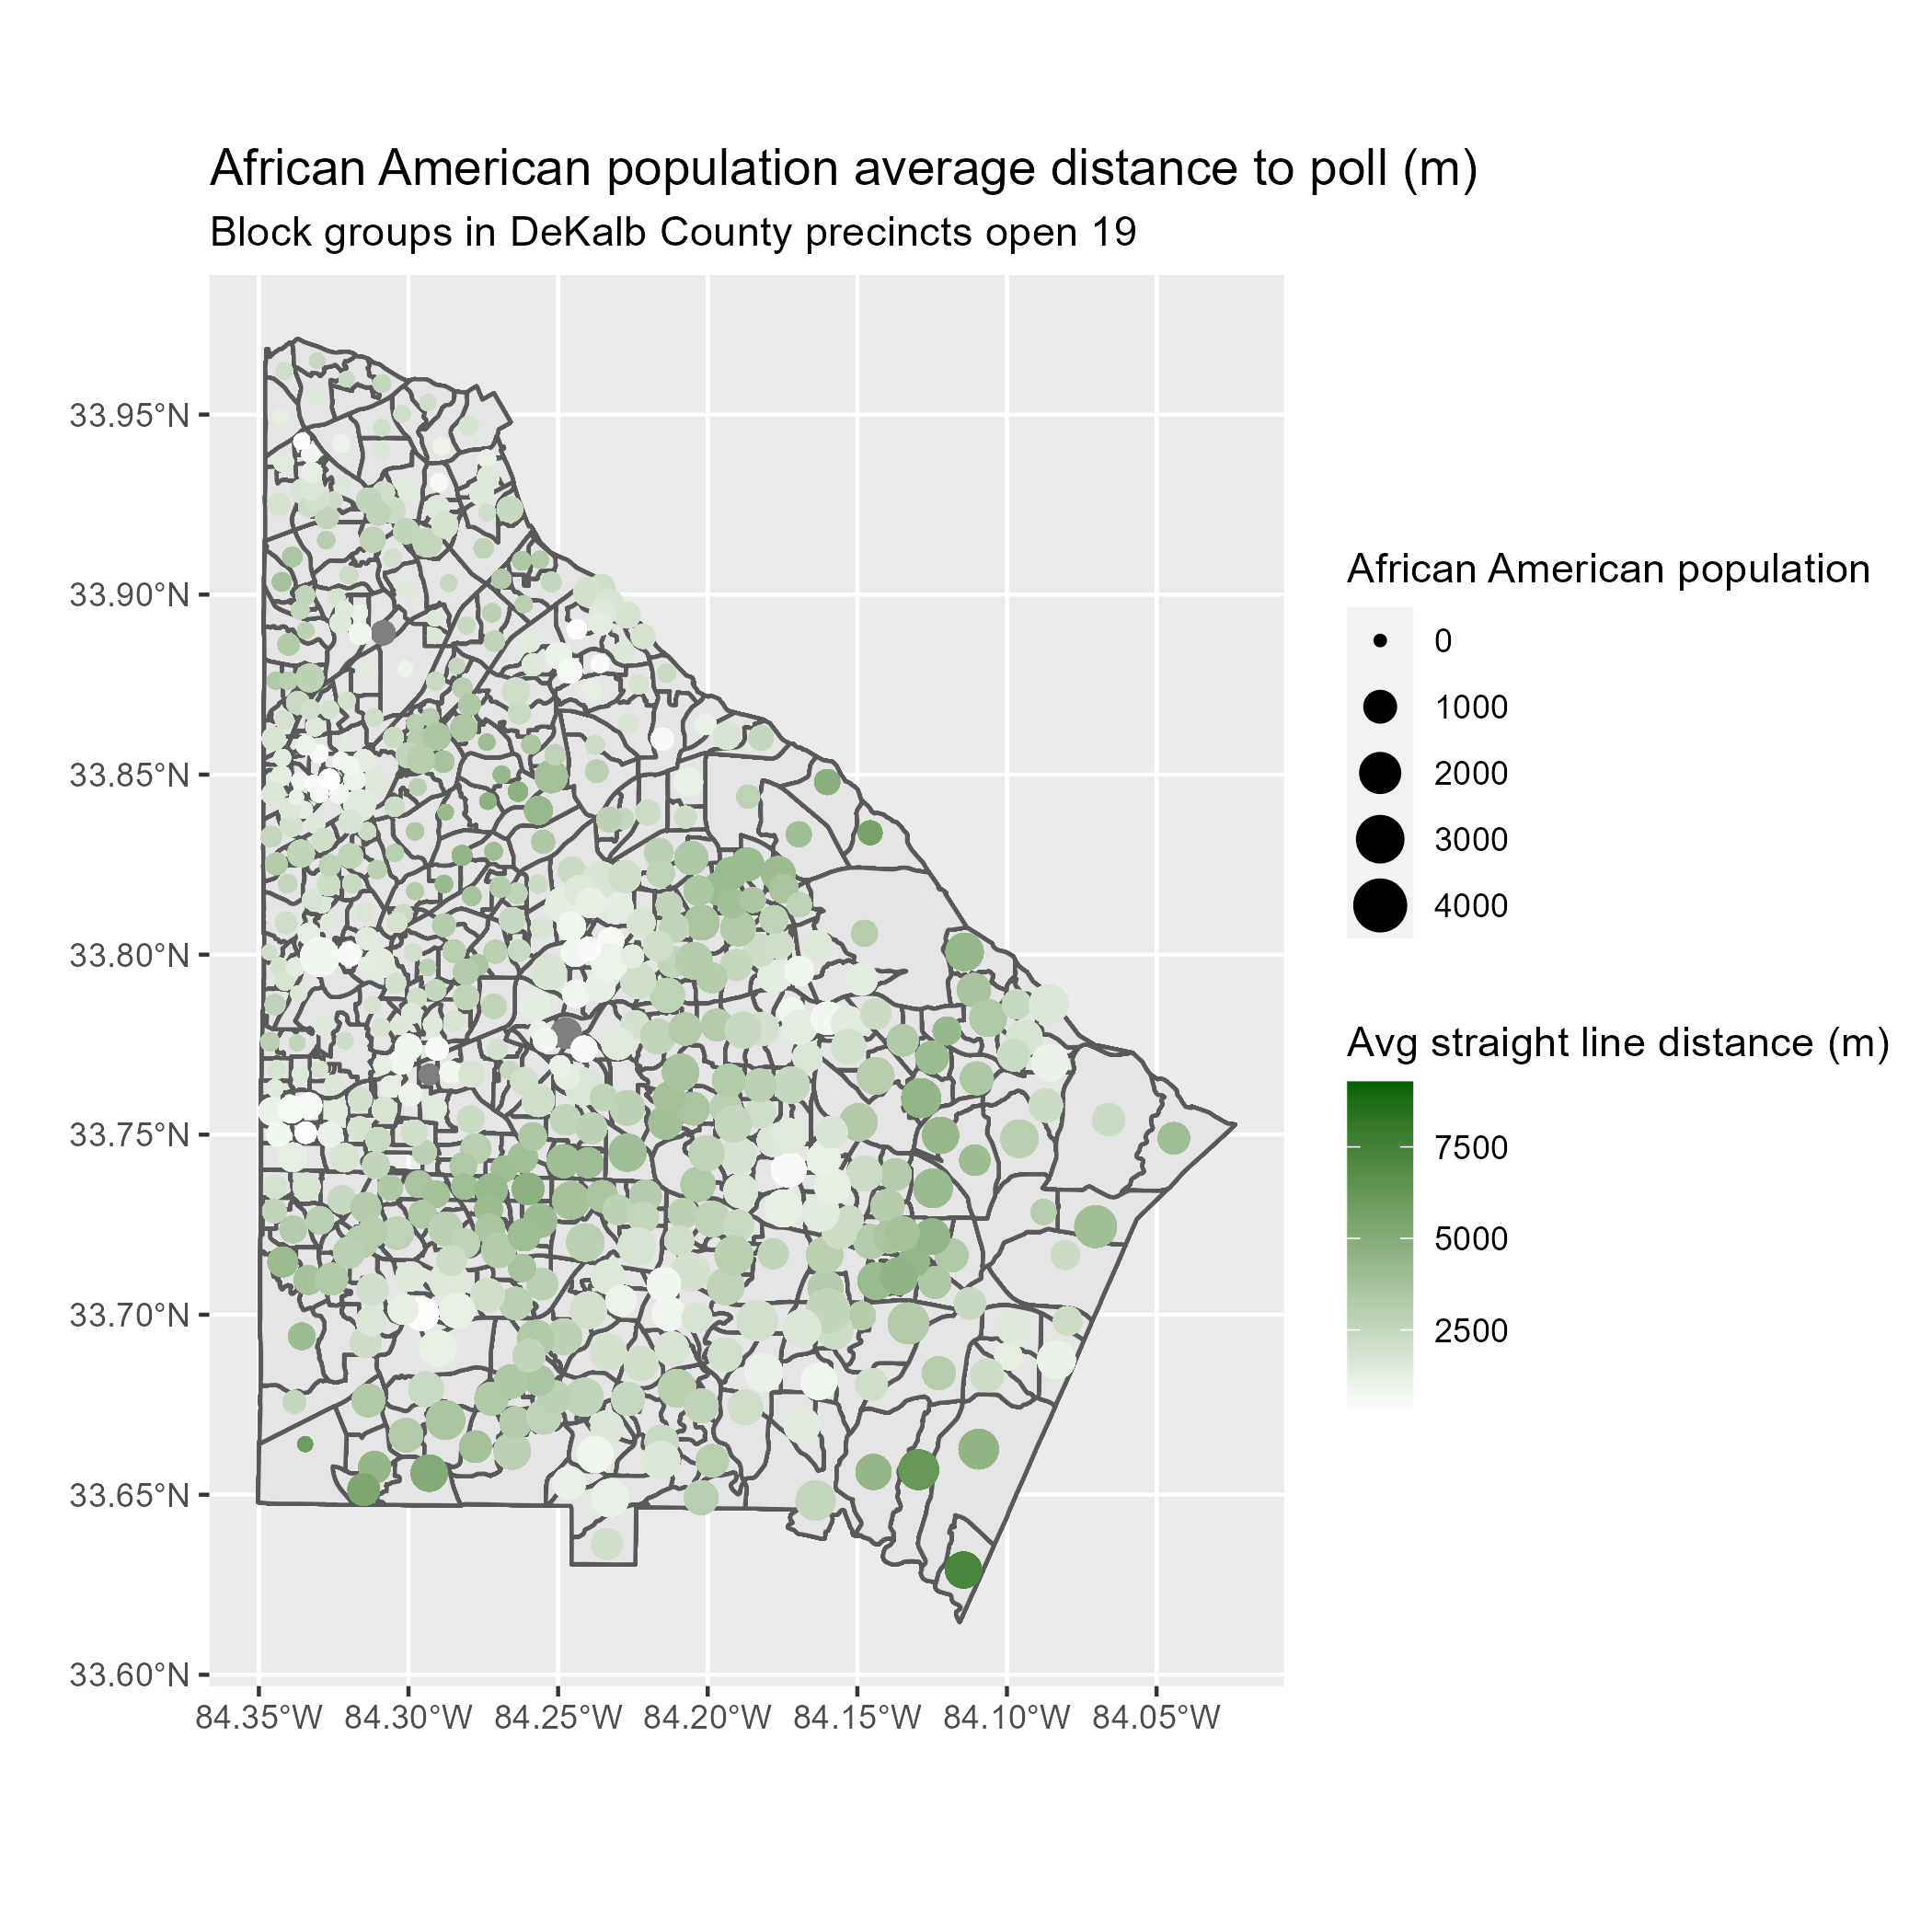 African American population average distance to poll (m)
Block groups in DeKalb County precincts open 19
33.95°N
33.90°N
33.85°N
33.80°N
33.75°N
33.70°N
33.65°N
33.60°N
84.35°W 84.30°W 84.25°W 84.20°W 84.15°W 84.10°W 84.05°W
African American population
0
1000
2000
3000
4000
Avg straight line distance (m)
7500
5000
2500